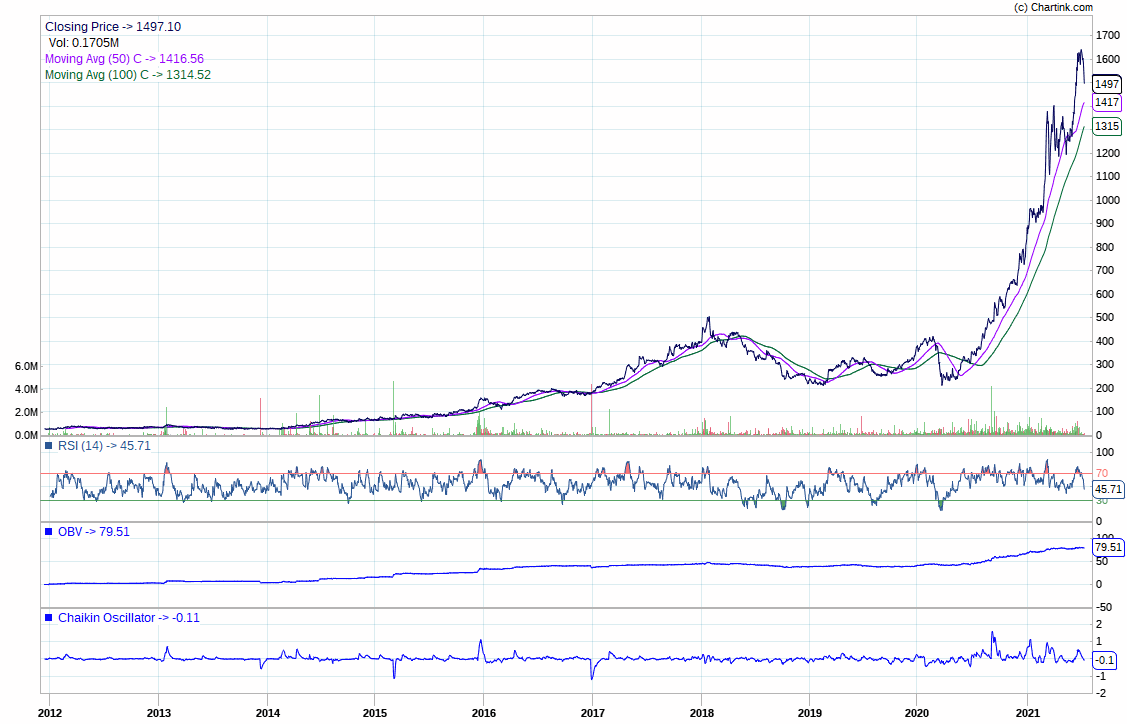 (c) Chartink.com
Closing Price -> 1497.10
Vol: 0.1705M
Moving Avg (50) C -> 1416.56
Moving Avg (100) C -> 1314.52
1700
1600
1497
1417
1315
1200
1100
1000
900
800
700
600
500
400
300
200
100
0
6.0M
4.0M
2.0M
0.0M
RSI (14) -> 45.71
100
70
45.71
30
0
OBV -> 79.51
100
79.51
50
0
-50
Chaikin Oscillator -> -0.11
2
1
-0.1
-1
-2
2012 2013 2014 2015 2016 2017 2018 2019 2020 2021